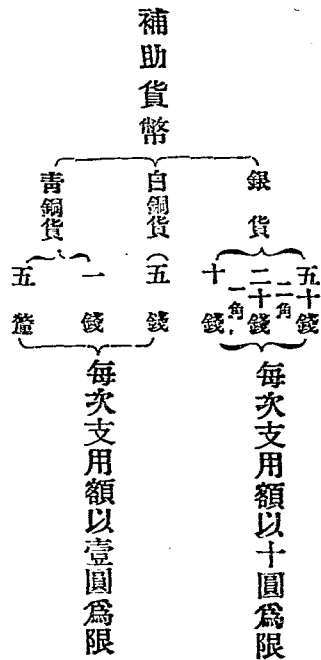 補助貨幣
銀貨
五十錢
二角
二十錢
一角
十錢
每次支用額以十圓爲限
白銅貨
五錢
青銅貨
一錢
五釐
每次支用額以壹圓爲限